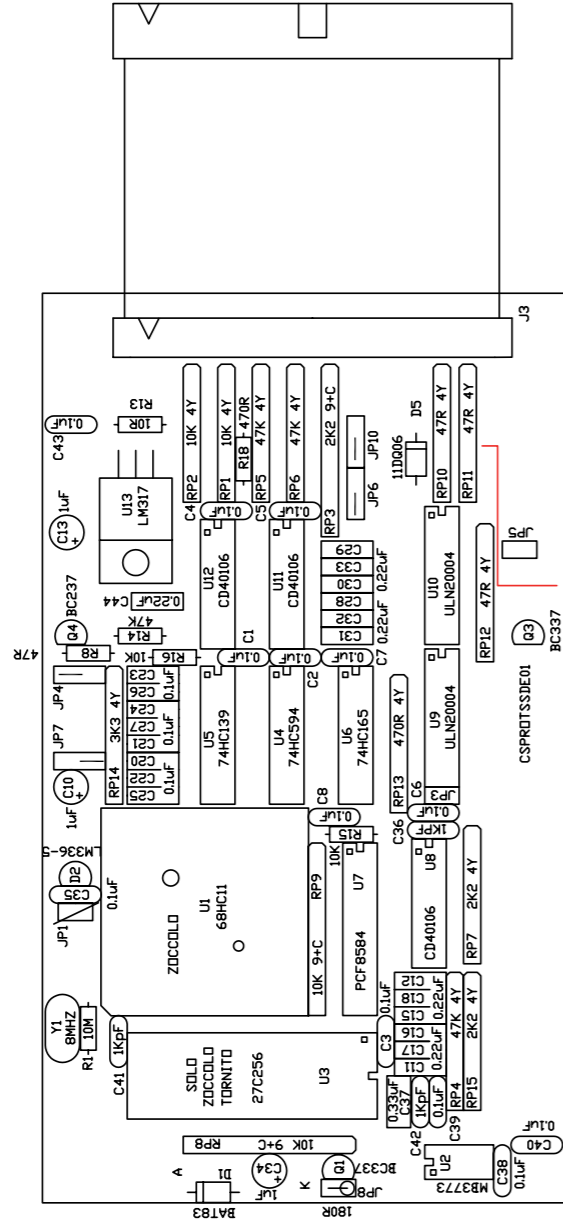 J3
C43
0.1uF
R13
10R
C13
1uF
U13
LM317
RP2
10K 4Y
RP1
10K 4Y
R18
470R
RP5
47K 4Y
RP6
47K 4Y
RP3
2K2 9+C
JP10
JP6
D5
11DQ06
RP10
47R 4Y
RP11
47R 4Y
C4
0.1uF
C5
0.1uF
U12
CD40106
U11
CD40106
C29
C33
C30
0.22uF
C28
C32
C31
0.22uF
U10
ULN20004
RP12
47R 4Y
JP5
Q3
BC337
CSPROTSSDE01
Q4
BC237
C44
0.22uF
47K
R14
47R
R8
R16
10K
C1
0.1uF
C2
0.1uF
C7
0.1uF
JP4
JP7
C10
1uF
RP14
3K3 4Y
C23
C26
0.1uF
C24
C27
C21
0.1uF
C20
C22
C25
0.1uF
U5
74HC139
U4
74HC594
U6
74HC165
RP13
470R 4Y
U9
ULN20004
JP3
C6
0.1uF
C36
1KPF
C8
0.1uF
R15
10K
LM336-5
D2
C35
0.1uF
JP1
ZOCCOLO
U1
68HC11
RP9
10K 9+C
U7
PCF8584
U8
CD40106
RP7
2K2 4Y
Y1
8MHZ
R1
10M
C41
1KpF
SOLO
ZOCCOLO
TORNITO
27C256
U3
C3
0.1uF
C12
C18
C15
0.22uF
C16
C17
C11
0.22uF
RP4
47K 4Y
RP15
2K2 4Y
0.33uF
C37
C42
1KpF
C39
0.1uF
RP8
10K 9+C
A
D1
BAT83
K
C34
1uF
Q1
BC337
JP8
180R
U2
MB3773
C38
0.1uF
C40
0.1uF